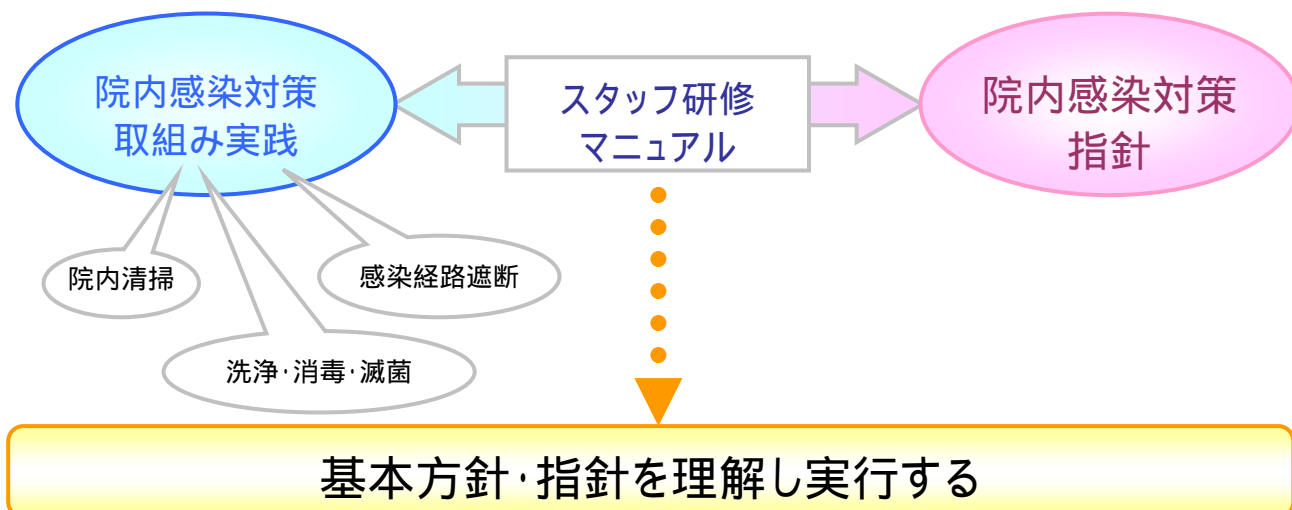 院内感染対策
取組み実践
スタッフ研修
マニュアル
院内感染対策
指針
院内清掃
感染経路遮断
洗浄・消毒・滅菌
基本方針・指針を理解し実行する